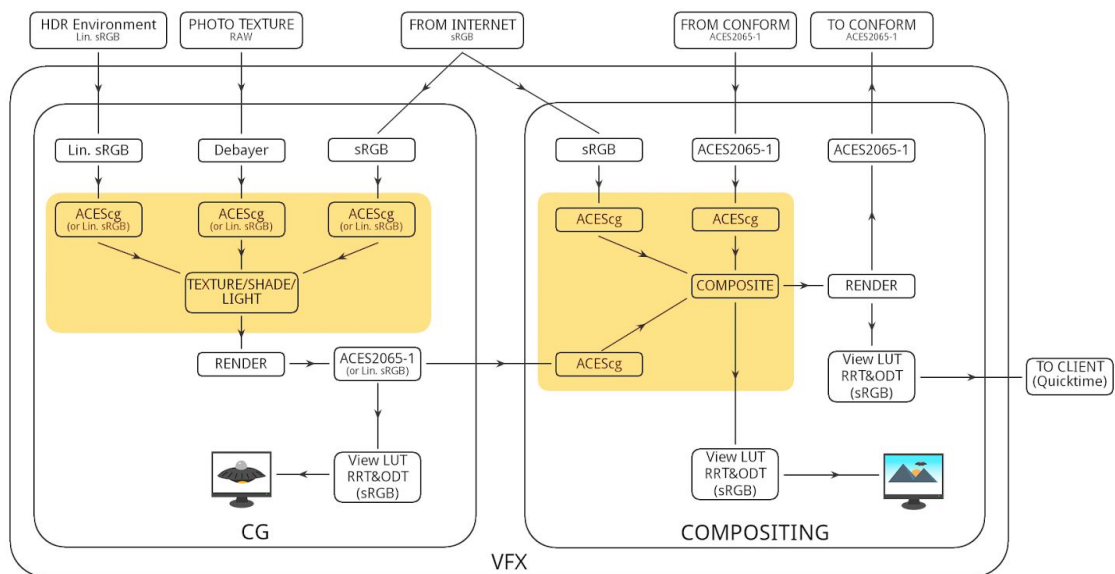 HDR Environment
Lin. sRGB
PHOTO TEXTURE
RAW
FROM INTERNET
sRGB
FROM CONFORM
ACES2065-1
TO CONFORM
ACES2065-1
Lin. sRGB
Debayer
sRGB
sRGB
ACES2065-1
ACES2065-1
ACEScg
(or Lin. sRGB)
ACEScg
(or Lin. sRGB)
ACEScg
(or Lin. sRGB)
ACEScg
ACEScg
TEXTURE/SHADE/
LIGHT
COMPOSITE
RENDER
RENDER
ACES2065-1
(or Lin. sRGB)
ACEScg
View LUT
RRT&ODT
(sRGB)
TO CLIENT
(Quicktime)
View LUT
RRT&ODT
(sRGB)
View LUT
RRT&ODT
(sRGB)
CG
COMPOSITING
VFX